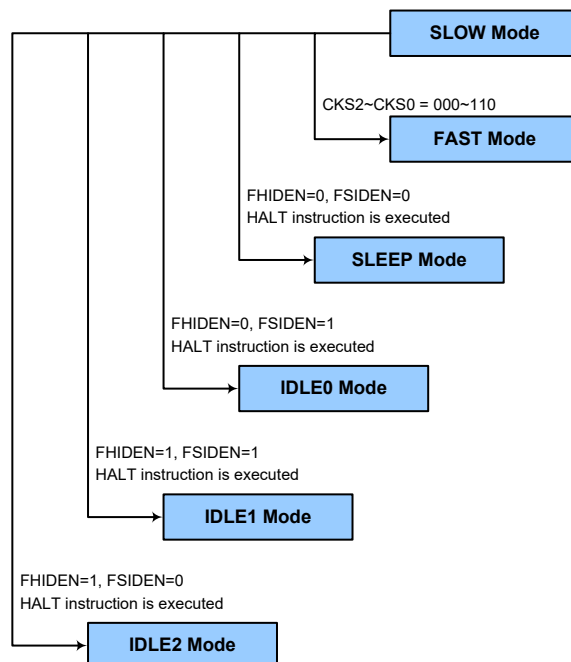 SLOW Mode
CKS2~CKS0 = 000~110
FAST Mode
FHIDEN=0, FSIDEN=0
HALT instruction is executed
SLEEP Mode
FHIDEN=0, FSIDEN=1
HALT instruction is executed
IDLE0 Mode
FHIDEN=1, FSIDEN=1
HALT instruction is executed
IDLE1 Mode
FHIDEN=1, FSIDEN=0
HALT instruction is executed
IDLE2 Mode